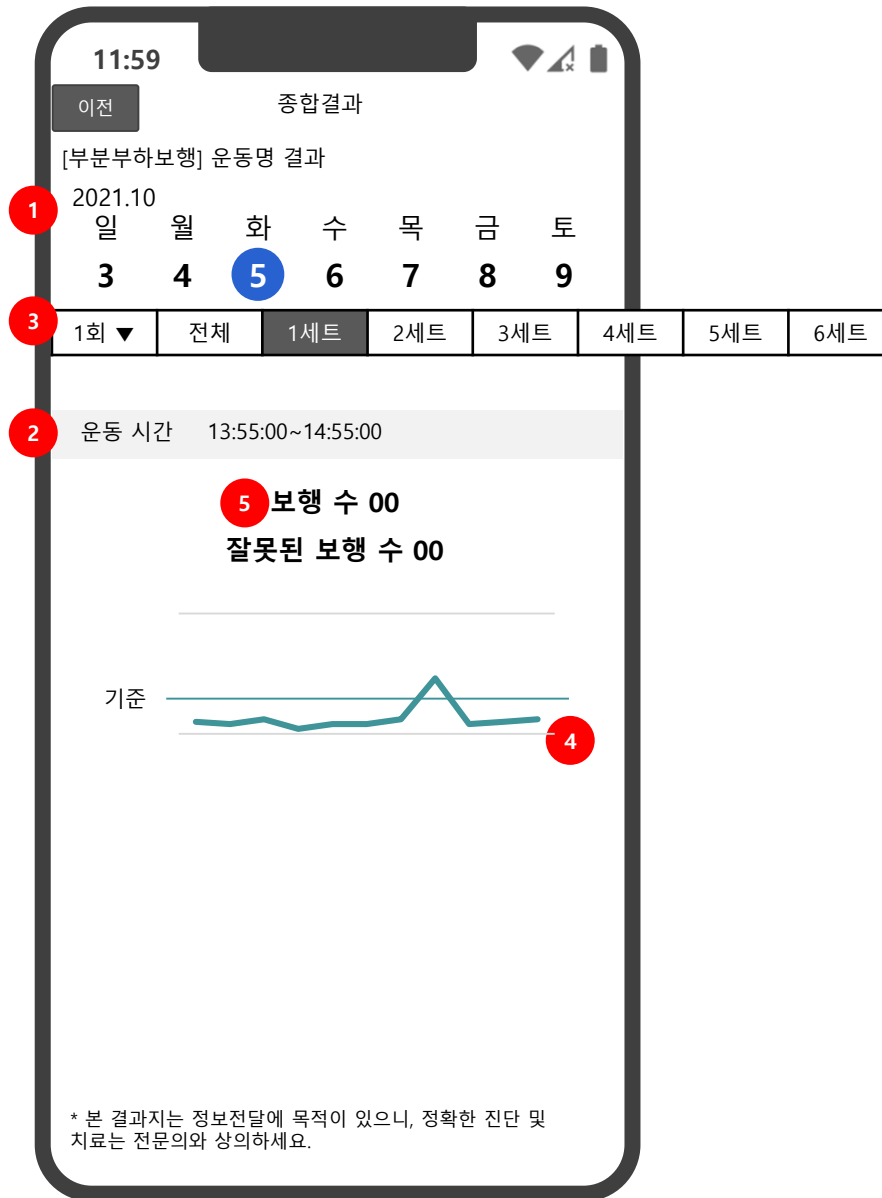 11:59
이전
종합결과
[부분부하보행] 운동명 결과
1
2021.10
일 월 화 수 목 금 토
3 4 5 6 7 8 9
3
1회 ▼ 전체 1세트 2세트 3세트 4세트 5세트 6세트
2
운동 시간 13:55:00~14:55:00
5 보행 수 00
잘못된 보행 수 00
기준
4
* 본 결과지는 정보전달에 목적이 있으니, 정확한 진단 및
치료는 전문의와 상의하세요.